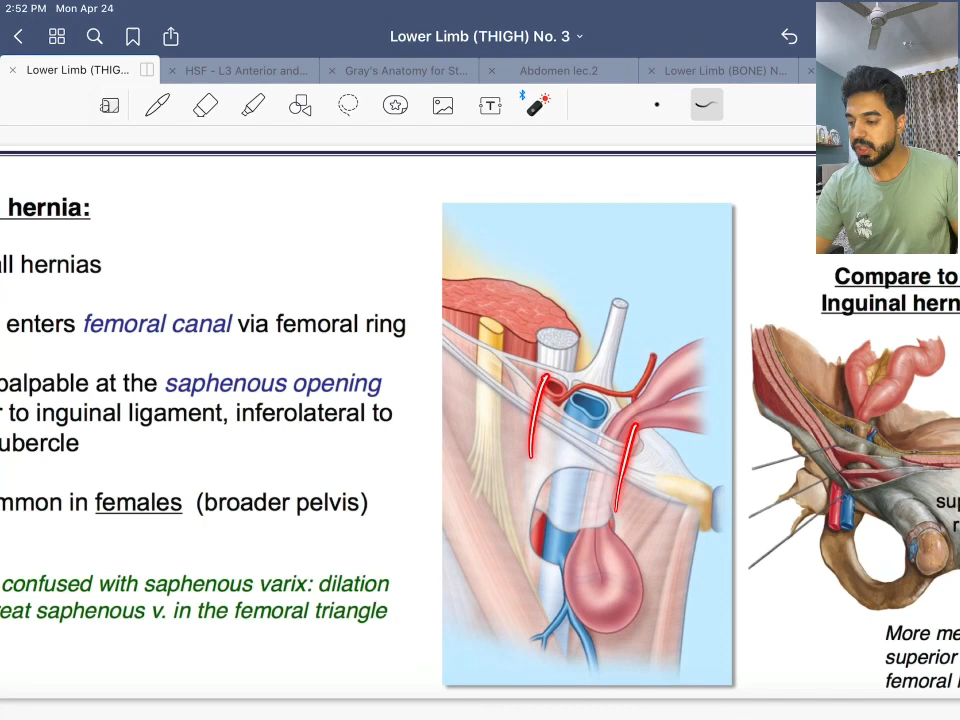 2:52 PM Mon Apr 24
Lower Limb (THIGH) No. 3
Lower Limb (THIG...
HSF - L3 Anterior and...
Gray's Anatomy for St...
Abdomen lec.2
Lower Limb (BONE) N...
T
hernia:
all hernias
enters femoral canal via femoral ring
palpable at the saphenous opening
r to inguinal ligament, inferolateral to
ubercle
mmon in females (broader pelvis)
confused with saphenous varix: dilation
reat saphenous v. in the femoral triangle
Compare to
Inguinal hern
sup
r
More me
superior
femoral h